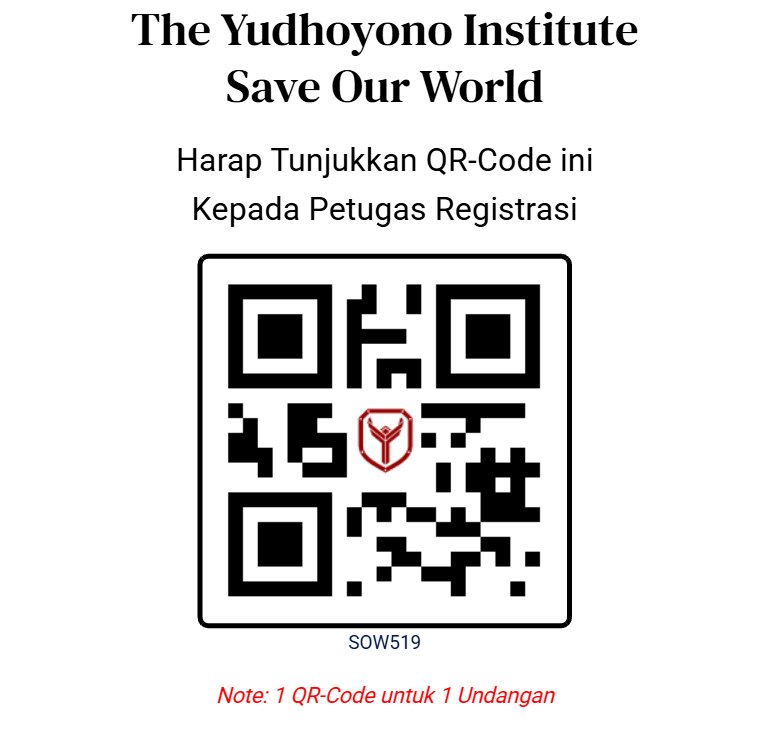 The Yudhoyono Institute
Save Our World
Harap Tunjukkan QR-Code ini
Kepada Petugas Registrasi
SOW519
Note: 1 QR-Code untuk 1 Undangan